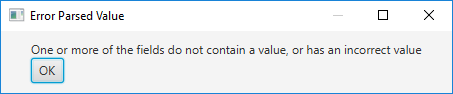 Error Parsed Value
One or more of the fields do not contain a value, or has an incorrect value
OK